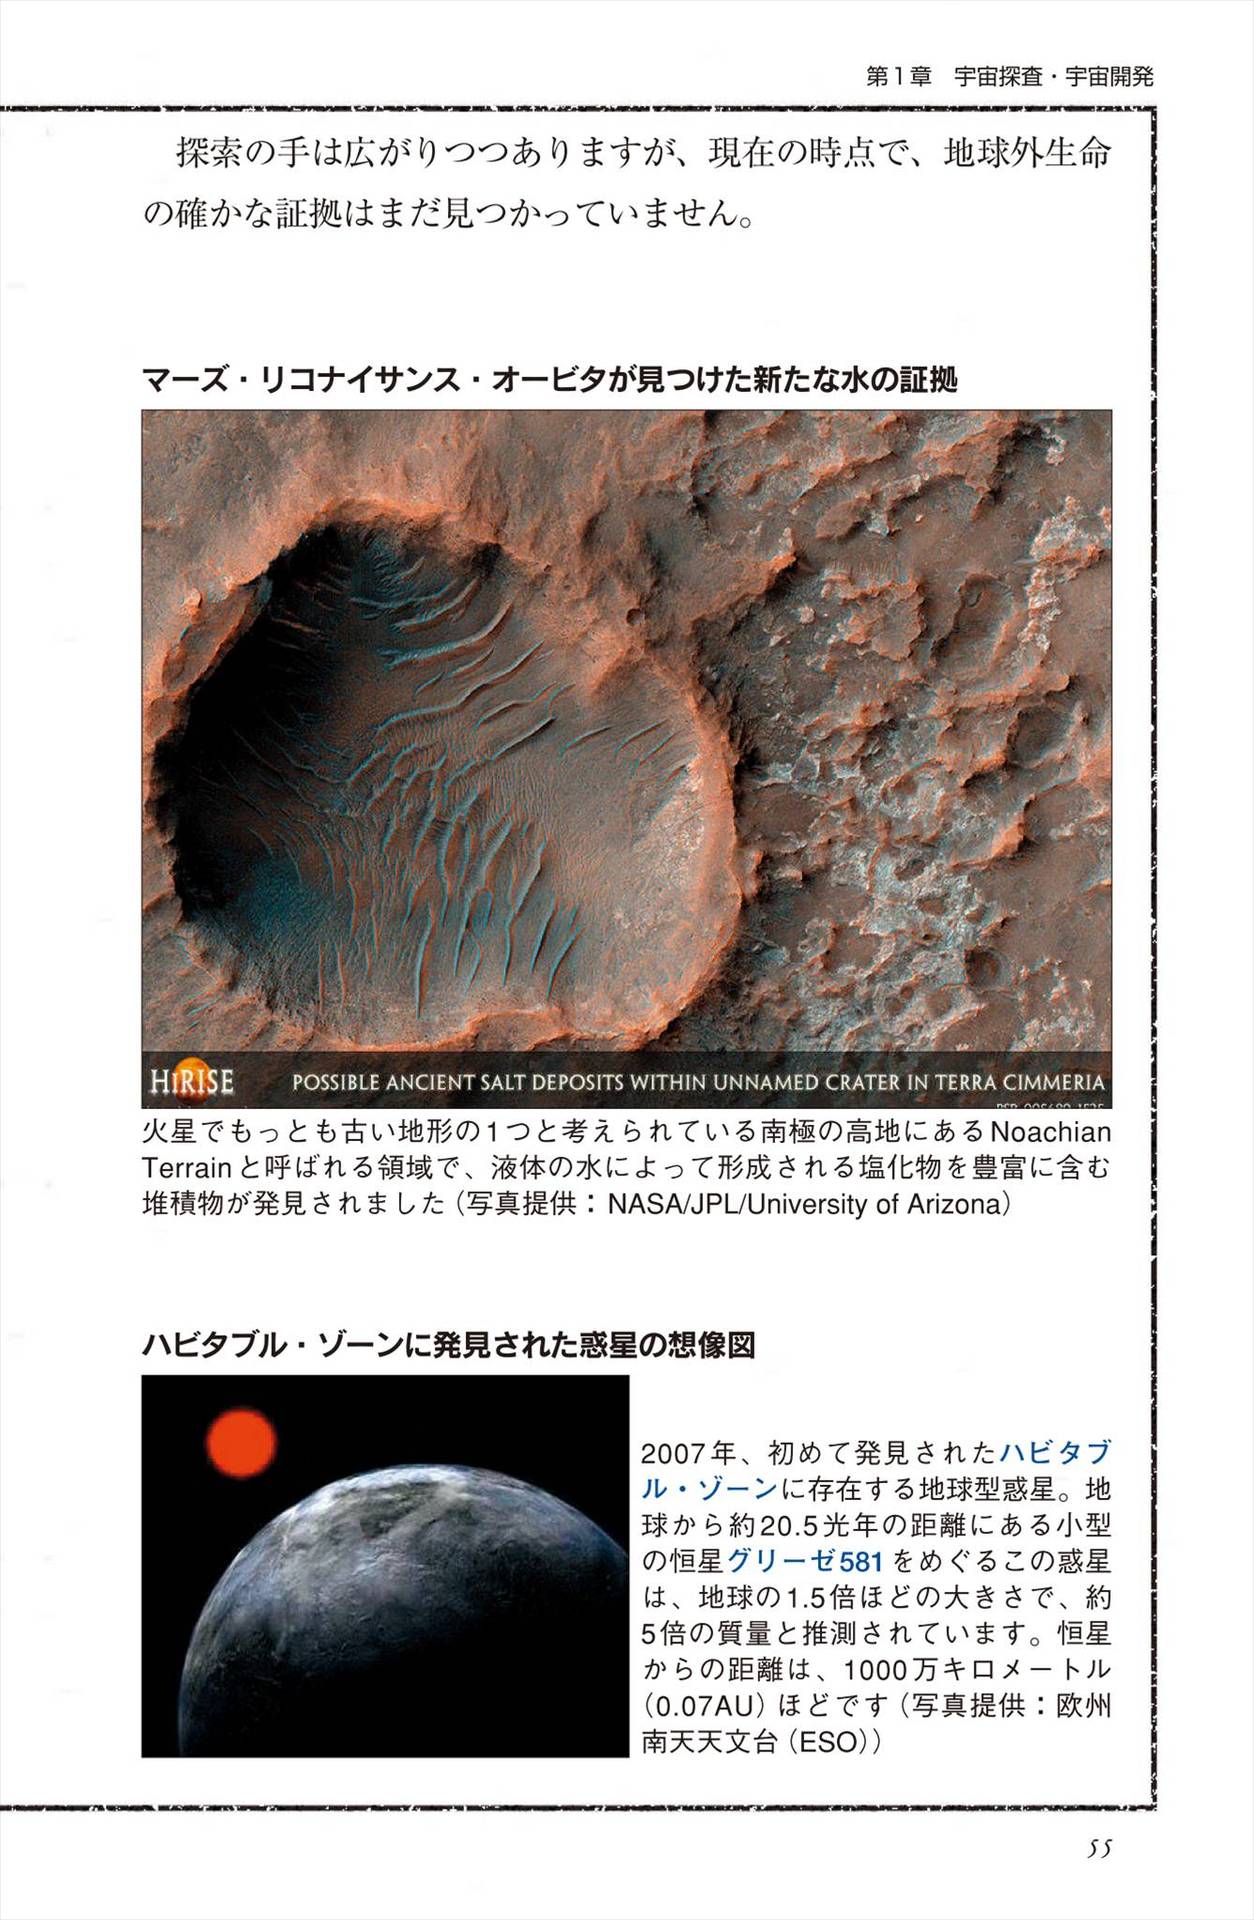 第1章 宇宙探査・宇宙開発
探索の手は広がりつつありますが、現在の時点で、地球外生命
の確かな証拠はまだ見つかっていません。
マーズ・リコナイサンス・オービタが見つけた新たな水の証拠
HiRISE
POSSIBLE ANCIENT SALT DEPOSITS WITHIN UNNAMED CRATER IN TERRA CIMMERIA
火星でもっとも古い地形の1つと考えられている南極の高地にあるNoachian
Terrainと呼ばれる領域で、液体の水によって形成される塩化物を豊富に含む
堆積物が発見されました（写真提供：NASA/JPL/University of Arizona）
ハビタブル・ゾーンに発見された惑星の想像図
2007年、初めて発見されたハビタブ
ル・ゾーンに存在する地球型惑星。地
球から約20.5光年の距離にある小型
の恒星グリーゼ581をめぐるこの惑星
は、地球の1.5倍ほどの大きさで、約
5倍の質量と推測されています。恒星
からの距離は、1000万キロメートル
（0.07AU）ほどです（写真提供：欧州
南天天文台（ESO））
55